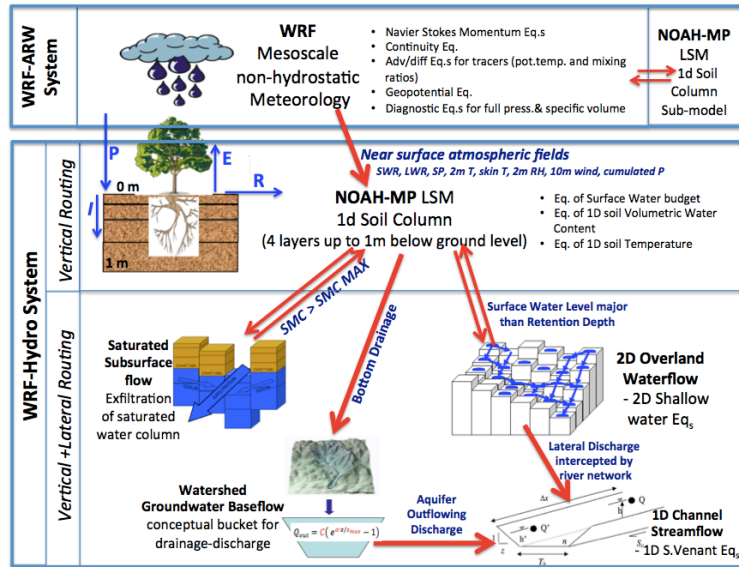 WRF-ARW
System
WRF
Mesoscale
non-hydrostatic
Meteorology
• Navier Stokes Momentum Eq.s
• Continuity Eq.
• Adv/diff Eq.s for tracers (pot.temp. and mixing
ratios)
• Geopotential Eq.
• Diagnostic Eq.s for full press.& specific volume
NOAH-MP
LSM
1d Soil
Column
Sub-model
WRF-Hydro System
Vertical Routing
P
E
R
I
0 m
1 m
Near surface atmospheric fields
SWR, LWR, SP, 2m T, skin T, 2m RH, 10m wind, cumulated P
NOAH-MP LSM
1d Soil Column
(4 layers up to 1m below ground level)
• Eq. of Surface Water budget
• Eq. of 1D soil Volumetric Water
Content
• Eq. of 1D soil Temperature
Vertical +Lateral Routing
SMC > SMC MAX
Bottom Drainage
Surface Water Level major
than Retention Depth
Saturated
Subsurface
flow
Exfiltration
of saturated
water column
2D Overland
Waterflow
- 2D Shallow
water Eqs
Lateral Discharge
intercepted by
river network
Watershed
Groundwater Baseflow
conceptual bucket for
drainage-discharge
Qout = C(e^α·z/zmax − 1)
Aquifer
Outflowing
Discharge
Δx
Q
h
Q'
h'
1
z
Tb
n
1D Channel
Streamflow
- 1D S.Venant Eqs